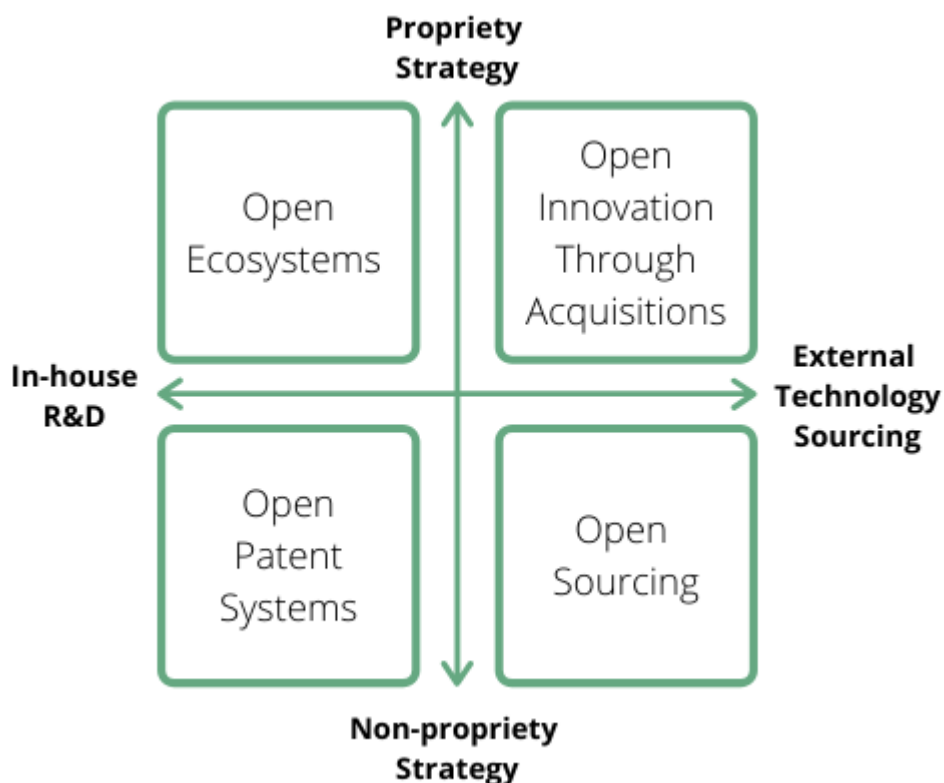 Propriety
Strategy
Open
Ecosystems
Open
Innovation
Through
Acquisitions
In-house
R&D
External
Technology
Sourcing
Open
Patent
Systems
Open
Sourcing
Non-propriety
Strategy